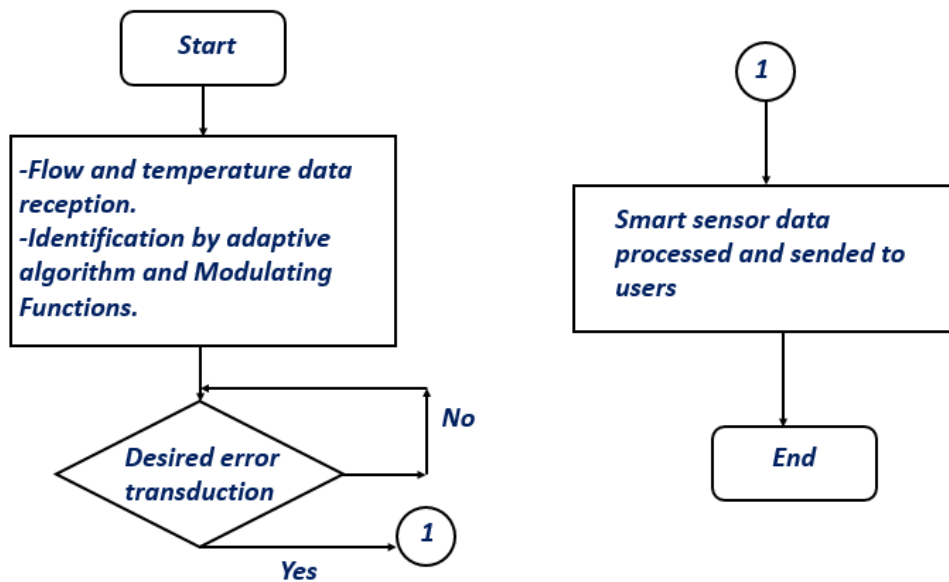 Start
-Flow and temperature data
reception.
-Identification by adaptive
algorithm and Modulating
Functions.
No
Desired error
transduction
1
Yes
1
Smart sensor data
processed and sended to
users
End